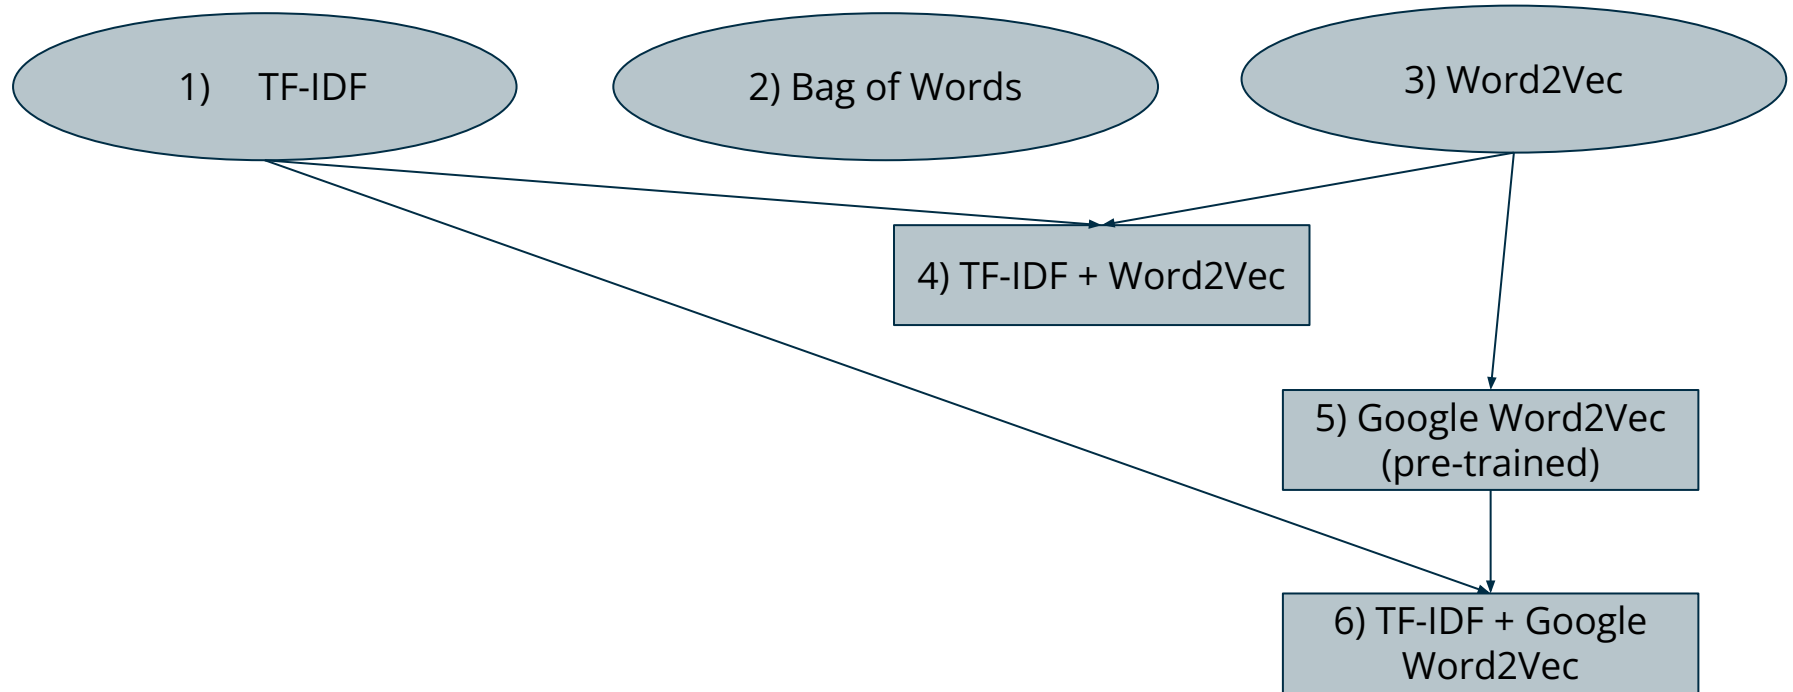 1) TF-IDF
2) Bag of Words
3) Word2Vec
4) TF-IDF + Word2Vec
5) Google Word2Vec
(pre-trained)
6) TF-IDF + Google
Word2Vec